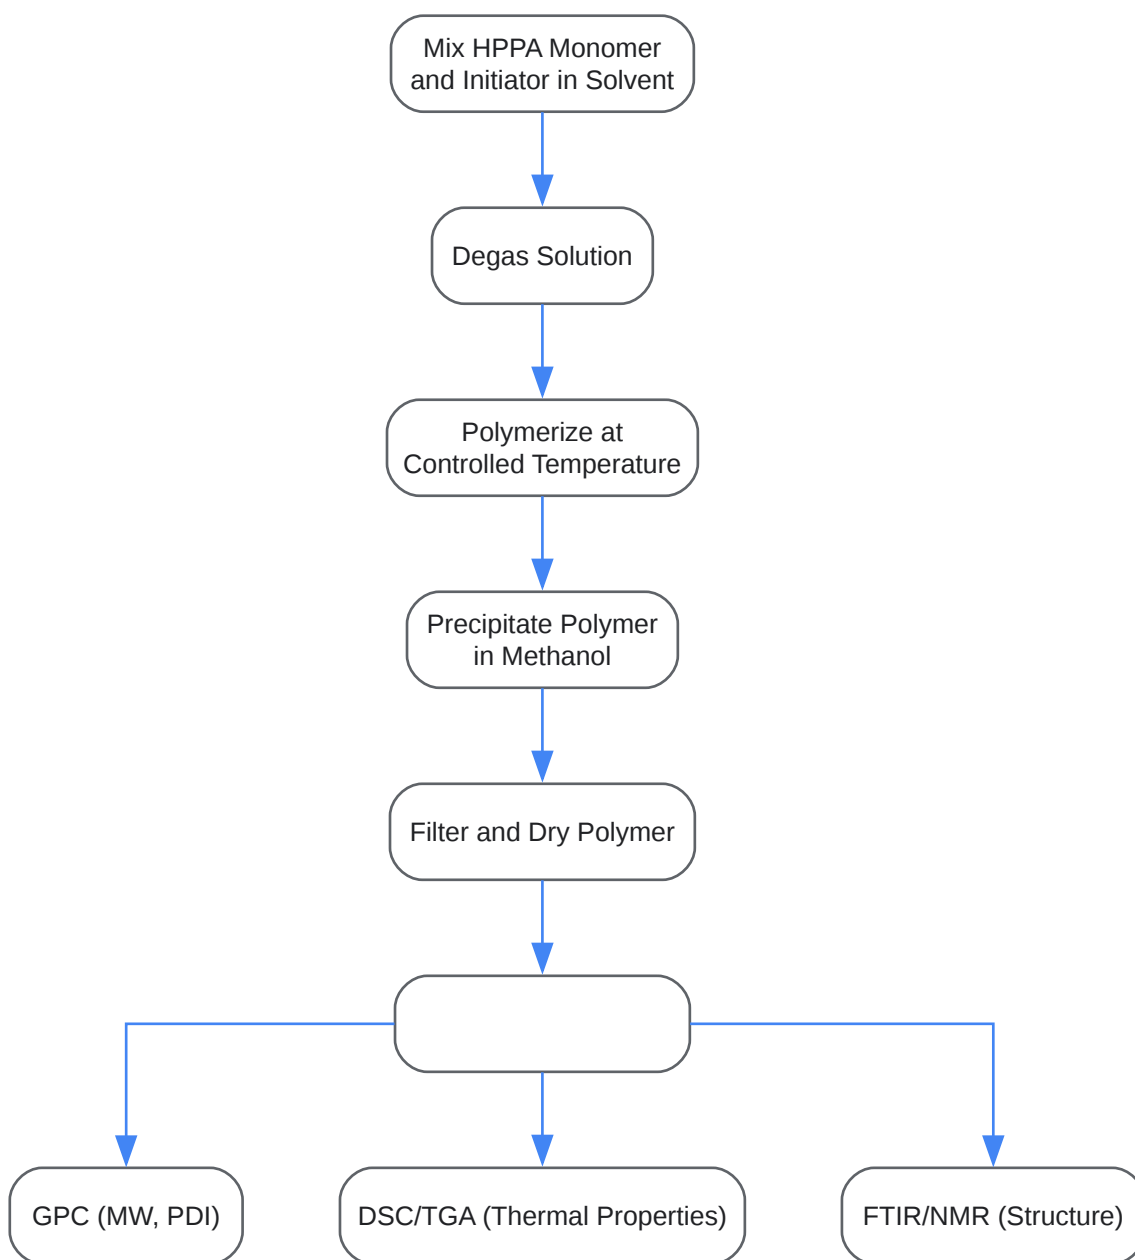 Mix HPPA Monomer
and Initiator in Solvent
Degas Solution
Polymerize at
Controlled Temperature
Precipitate Polymer
in Methanol
Filter and Dry Polymer
GPC (MW, PDI)
DSC/TGA (Thermal Properties)
FTIR/NMR (Structure)